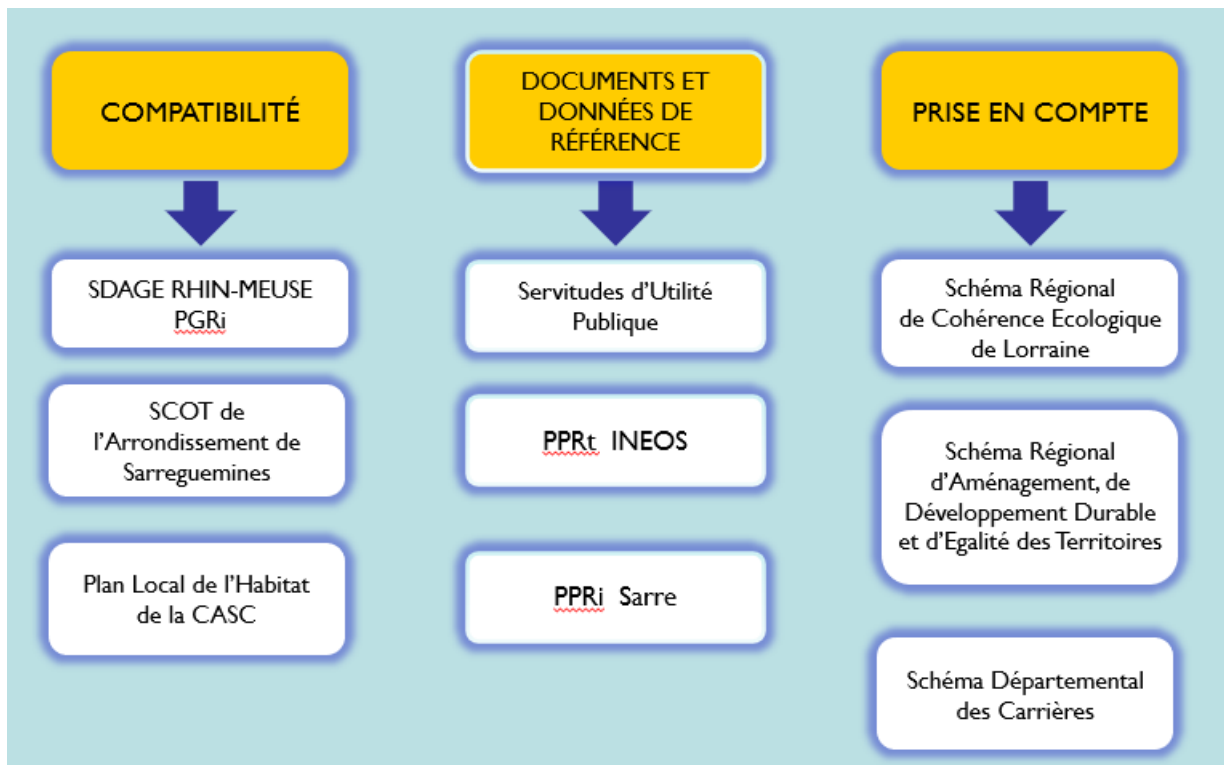 COMPATIBILITÉ
SDAGE RHIN-MEUSE
PGRi
SCOT de
l'Arrondissement de
Sarreguemines
Plan Local de l'Habitat
de la CASC
DOCUMENTS ET
DONNÉES DE
RÉFÉRENCE
Servitudes d'Utilité
Publique
PPRt INEOS
PPRi Sarre
PRISE EN COMPTE
Schéma Régional
de Cohérence Ecologique
de Lorraine
Schéma Régional
d'Aménagement, de
Développement Durable
et d'Egalité des Territoires
Schéma Départemental
des Carrières